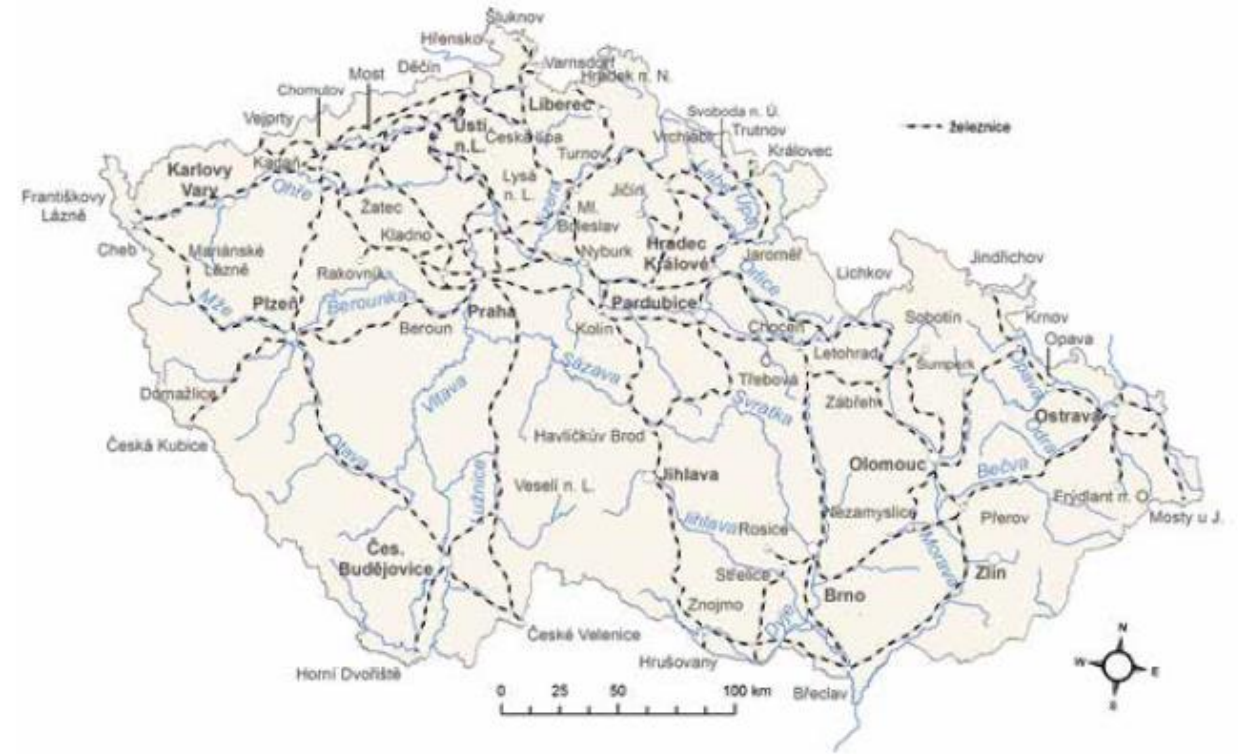 Šluknov
Hřensko
Varnsdorf
Děčín
Hrádek n. N.
Most
Chomutov
Liberec
Svoboda n. Ú.
Vejprty
Ústí
n.L.
Česká lípa
Vrchlabí
Trutnov
železnice
Královec
Turnov
Karlovy
Vary
Kadaň
Lysá
n. L.
Jičín
Labe
Úpa
Františkovy
Lázně
Ohře
Jizera
Žatec
Ml.
Boleslav
Kladno
Hradec
Králové
Cheb
Mariánské
Lázně
Nyburk
Jaroměř
Jindřichov
Rakovník
Orlice
Lichkov
Mže
Plzeň
Berounka
Praha
Pardubice
Krnov
Sobotín
Beroun
Kolín
Choceň
Opava
Letohrad
Šumperk
Sázava
Č
Třebová
Opava
Domažlice
Vltava
Zábřeh
Svratka
Ostrava
Česká Kubice
Havlíčkův Brod
Odra
Otava
Olomouc
Bečva
Jihlava
Lužnice
Veselí n. L.
Frýdlant n. O.
Nezamyslice
Přerov
Mosty u J.
Jihlava
Rosice
Morava
Čes.
Budějovice
Střelice
Zlín
Znojmo
Brno
Dyje
České Velenice
N
Hrušovany
W
E
Horní Dvořiště
Břeclav
S
0 25 50 100 km